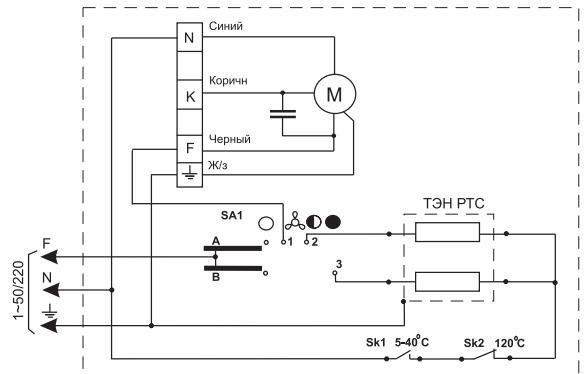 N
Синий
K
Коричн
M
F
Черный
Ж/з
SA1
ТЭН РТС
A
1
2
B
3
F
N
1~50/220
Sk1 5-40°C
Sk2 120°C